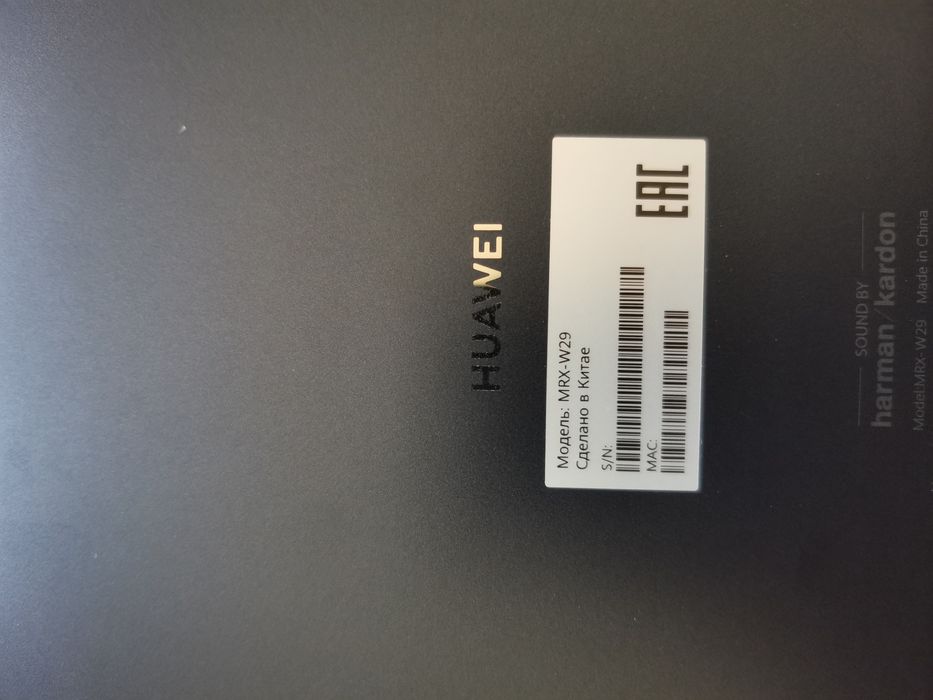 HUAWEI
Модель: MRX-W29
Сделано в Китае
S/N:
MAC:
EAC
SOUND BY
harman/kardon
Model:MRX- W29 Made in China